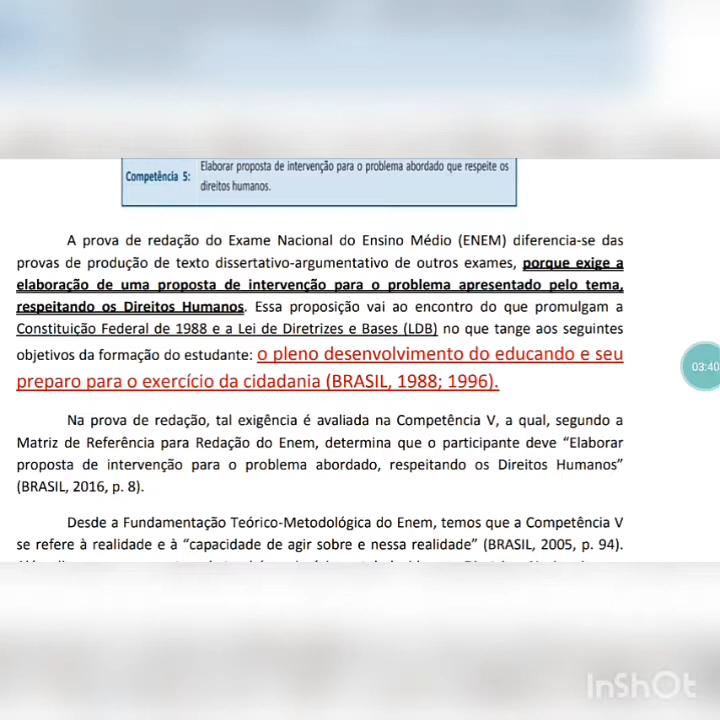 Competência 5:
Elaborar proposta de intervenção para o problema abordado que respeite os
direitos humanos.
A prova de redação do Exame Nacional do Ensino Médio (ENEM) diferencia-se das
provas de produção de texto dissertativo-argumentativo de outros exames, porque exige a
elaboração de uma proposta de intervenção para o problema apresentado pelo tema,
respeitando os Direitos Humanos. Essa proposição vai ao encontro do que promulgam a
Constituição Federal de 1988 e a Lei de Diretrizes e Bases (LDB) no que tange aos seguintes
objetivos da formação do estudante: o pleno desenvolvimento do educando e seu
preparo para o exercício da cidadania (BRASIL, 1988; 1996).
Na prova de redação, tal exigência é avaliada na Competência V, a qual, segundo a
Matriz de Referência para Redação do Enem, determina que o participante deve “Elaborar
proposta de intervenção para o problema abordado, respeitando os Direitos Humanos”
(BRASIL, 2016, p. 8).
Desde a Fundamentação Teórico-Metodológica do Enem, temos que a Competência V
se refere à realidade e à “capacidade de agir sobre e nessa realidade” (BRASIL, 2005, p. 94).
03:40
InShOt